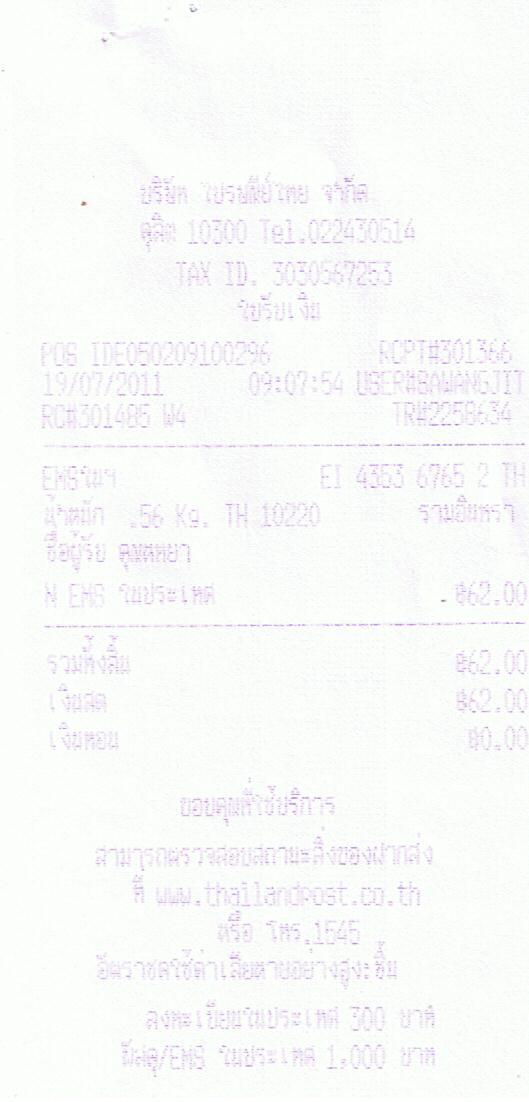 บริษัท ไปรษณีย์ไทย จำกัด
ดุสิต 10300 Tel.022430514
TAX ID. 3030567253
ใบรับเงิน
POS IDE050209100296 RCPT#301366
19/07/2011 09:07:54 USER#SAWANGJIT
RC#301485 W4 TR#2258634
EMSในฯ EI 4353 6765 2 TH
น้ำหนัก .56 Kg. TH 10220 รามอินทรา
ชื่อผู้รับ
N EMS ในประเทศ ฿62.00
รวมทั้งสิ้น ฿62.00
เงินสด ฿62.00
เงินทอน ฿0.00
ขอบคุณที่ใช้บริการ
สามารถตรวจสอบสถานะสิ่งของฝากส่ง
ที่ www.thailandpost.co.th
หรือ โทร.1545
อัตราชดใช้ค่าเสียหายอย่างสูง:ชิ้น
ลงทะเบียนในประเทศ 300 บาท
พัสดุ/EMS ในประเทศ 1,000 บาท